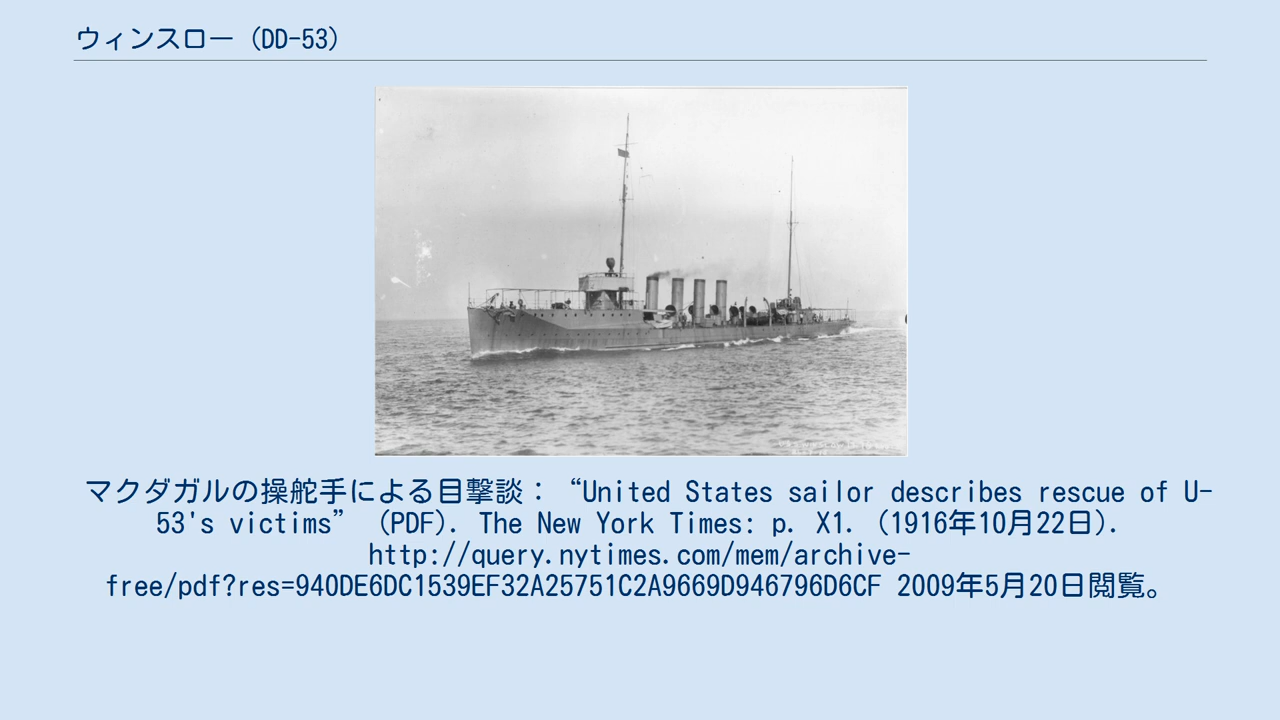 ウィンスロー (DD-53)
マクダガルの操舵手による目撃談： “United States sailor describes rescue of U-
53's victims” (PDF). The New York Times: p. X1. (1916年10月22日).
http://query.nytimes.com/mem/archive-
free/pdf?res=940DE6DC1539EF32A25751C2A9669D946796D6CF 2009年5月20日閲覧。